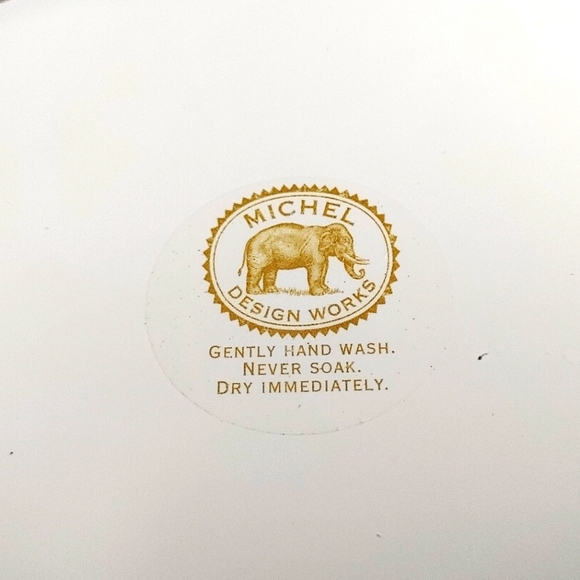 MICHEL
DESIGN WORKS
GENTLY HAND WASH.
NEVER SOAK.
DRY IMMEDIATELY.